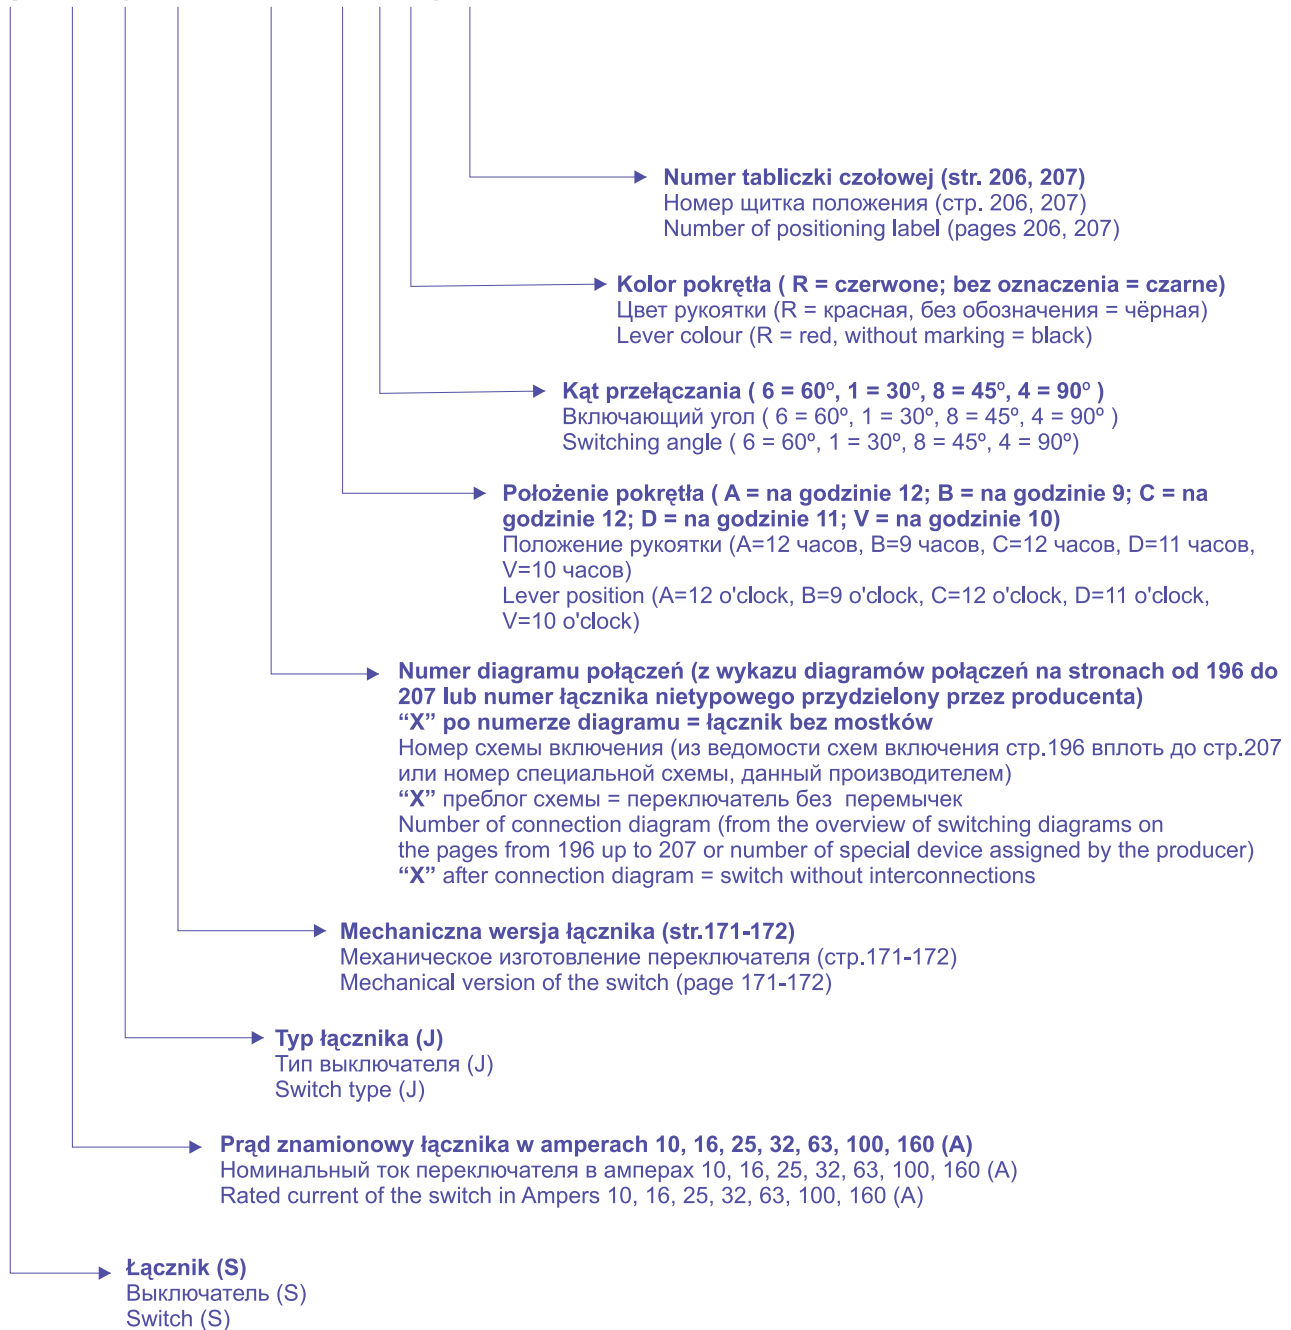 Numer tabliczki czołowej (str. 206, 207)
Номер щитка положения (стр. 206, 207)
Number of positioning label (pages 206, 207)
Kolor pokrętła ( R = czerwone; bez oznaczenia = czarne)
Цвет рукоятки (R = красная, без обозначения = чёрная)
Lever colour (R = red, without marking = black)
Kąt przełączania ( 6 = 60º, 1 = 30º, 8 = 45º, 4 = 90º )
Включающий угол ( 6 = 60º, 1 = 30º, 8 = 45º, 4 = 90º )
Switching angle ( 6 = 60º, 1 = 30º, 8 = 45º, 4 = 90º)
Położenie pokrętła ( A = na godzinie 12; B = na godzinie 9; C = na
godzinie 12; D = na godzinie 11; V = na godzinie 10)
Положение рукоятки (A=12 часов, B=9 часов, C=12 часов, D=11 часов,
V=10 часов)
Lever position (A=12 o'clock, B=9 o'clock, C=12 o'clock, D=11 o'clock,
V=10 o'clock)
Numer diagramu połączeń (z wykazu diagramów połączeń na stronach od 196 do
207 lub numer łącznika nietypowego przydzielony przez producenta)
“X” po numerze diagramu = łącznik bez mostków
Номер схемы включения (из ведомости схем включения стр.196 вплоть до стр.207
или номер специальной схемы, данный производителем)
“X” преблог схемы = переключатель без перемычек
Number of connection diagram (from the overview of switching diagrams on
the pages from 196 up to 207 or number of special device assigned by the producer)
“X” after connection diagram = switch without interconnections
Mechaniczna wersja łącznika (str.171-172)
Механическое изготовление переключателя (стр.171-172)
Mechanical version of the switch (page 171-172)
Typ łącznika (J)
Тип выключателя (J)
Switch type (J)
Prąd znamionowy łącznika w amperach 10, 16, 25, 32, 63, 100, 160 (A)
Номинальный ток переключателя в амперах 10, 16, 25, 32, 63, 100, 160 (A)
Rated current of the switch in Ampers 10, 16, 25, 32, 63, 100, 160 (A)
Łącznik (S)
Выключатель (S)
Switch (S)